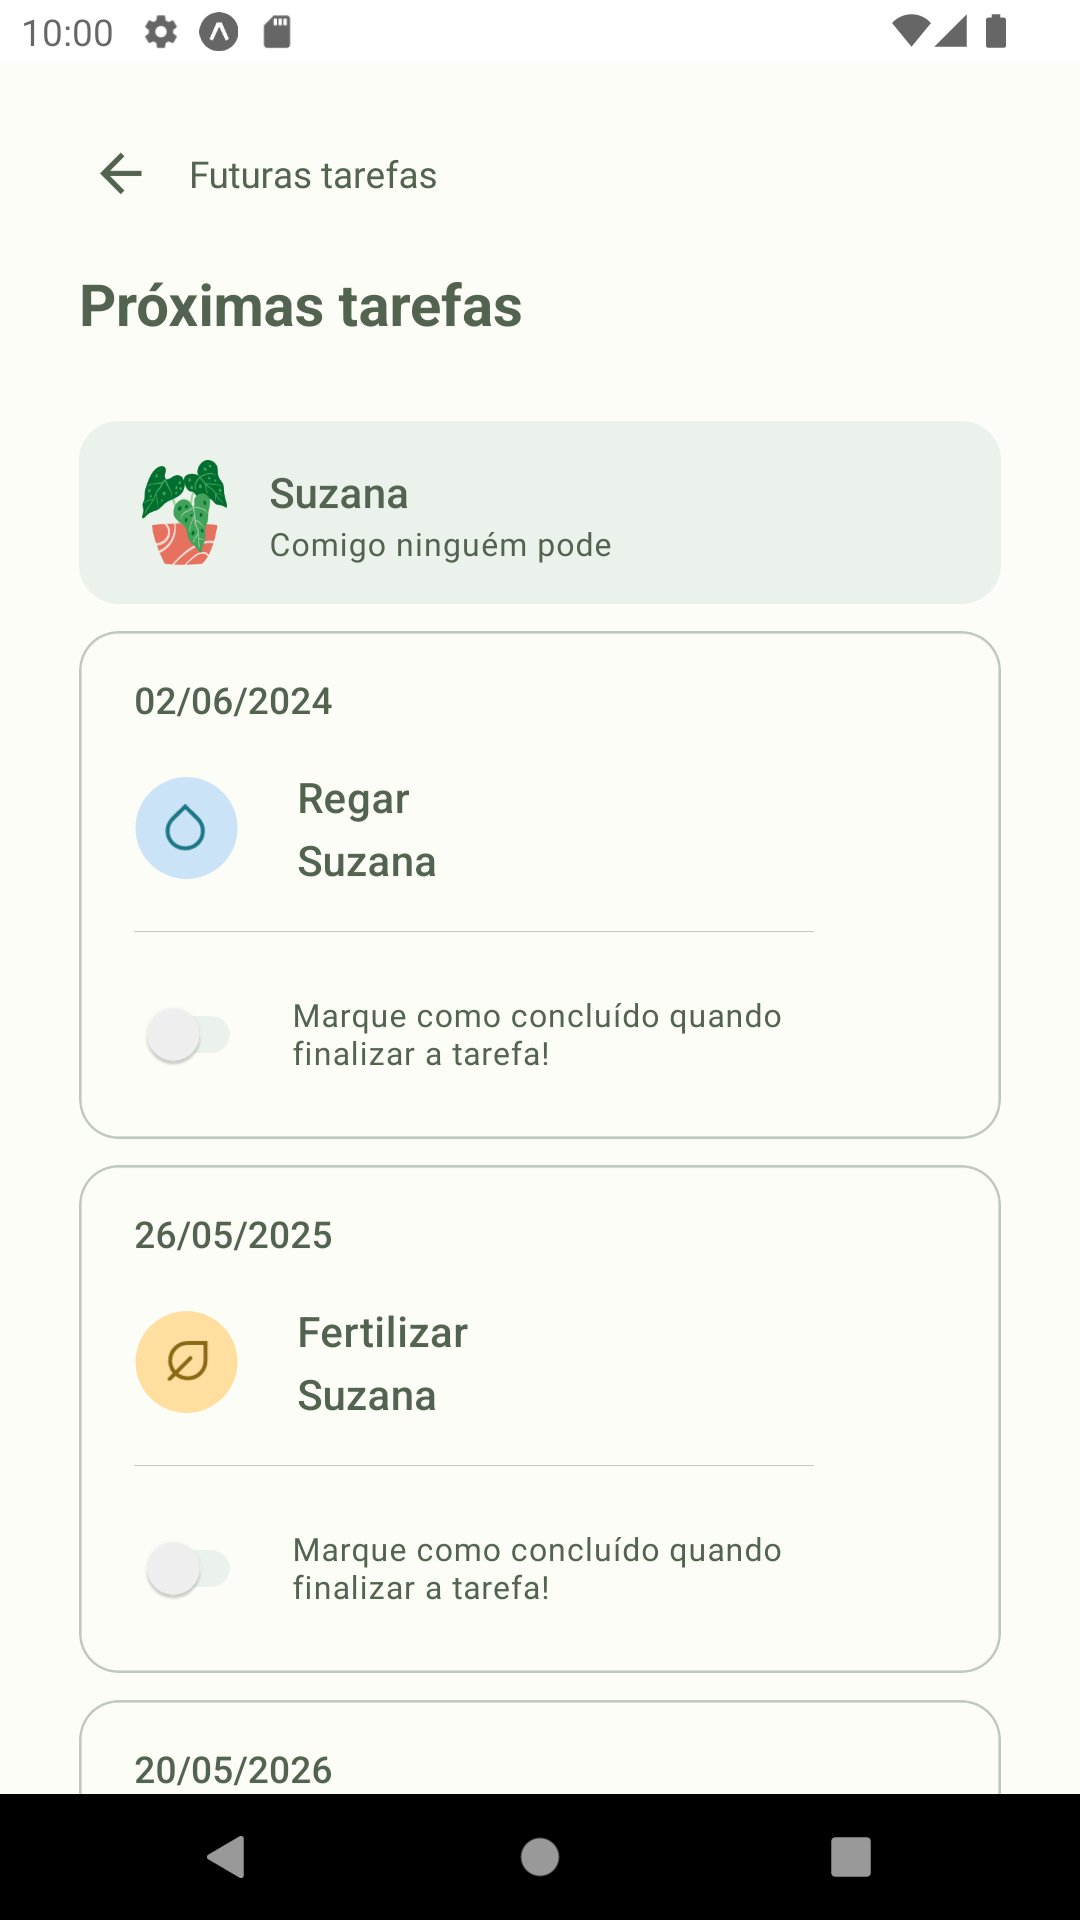 10:00
Futuras tarefas
Próximas tarefas
Suzana
Comigo ninguém pode
02/06/2024
Regar
Suzana
Marque como concluído quando
finalizar a tarefa!
26/05/2025
Fertilizar
Suzana
Marque como concluído quando
finalizar a tarefa!
20/05/2026